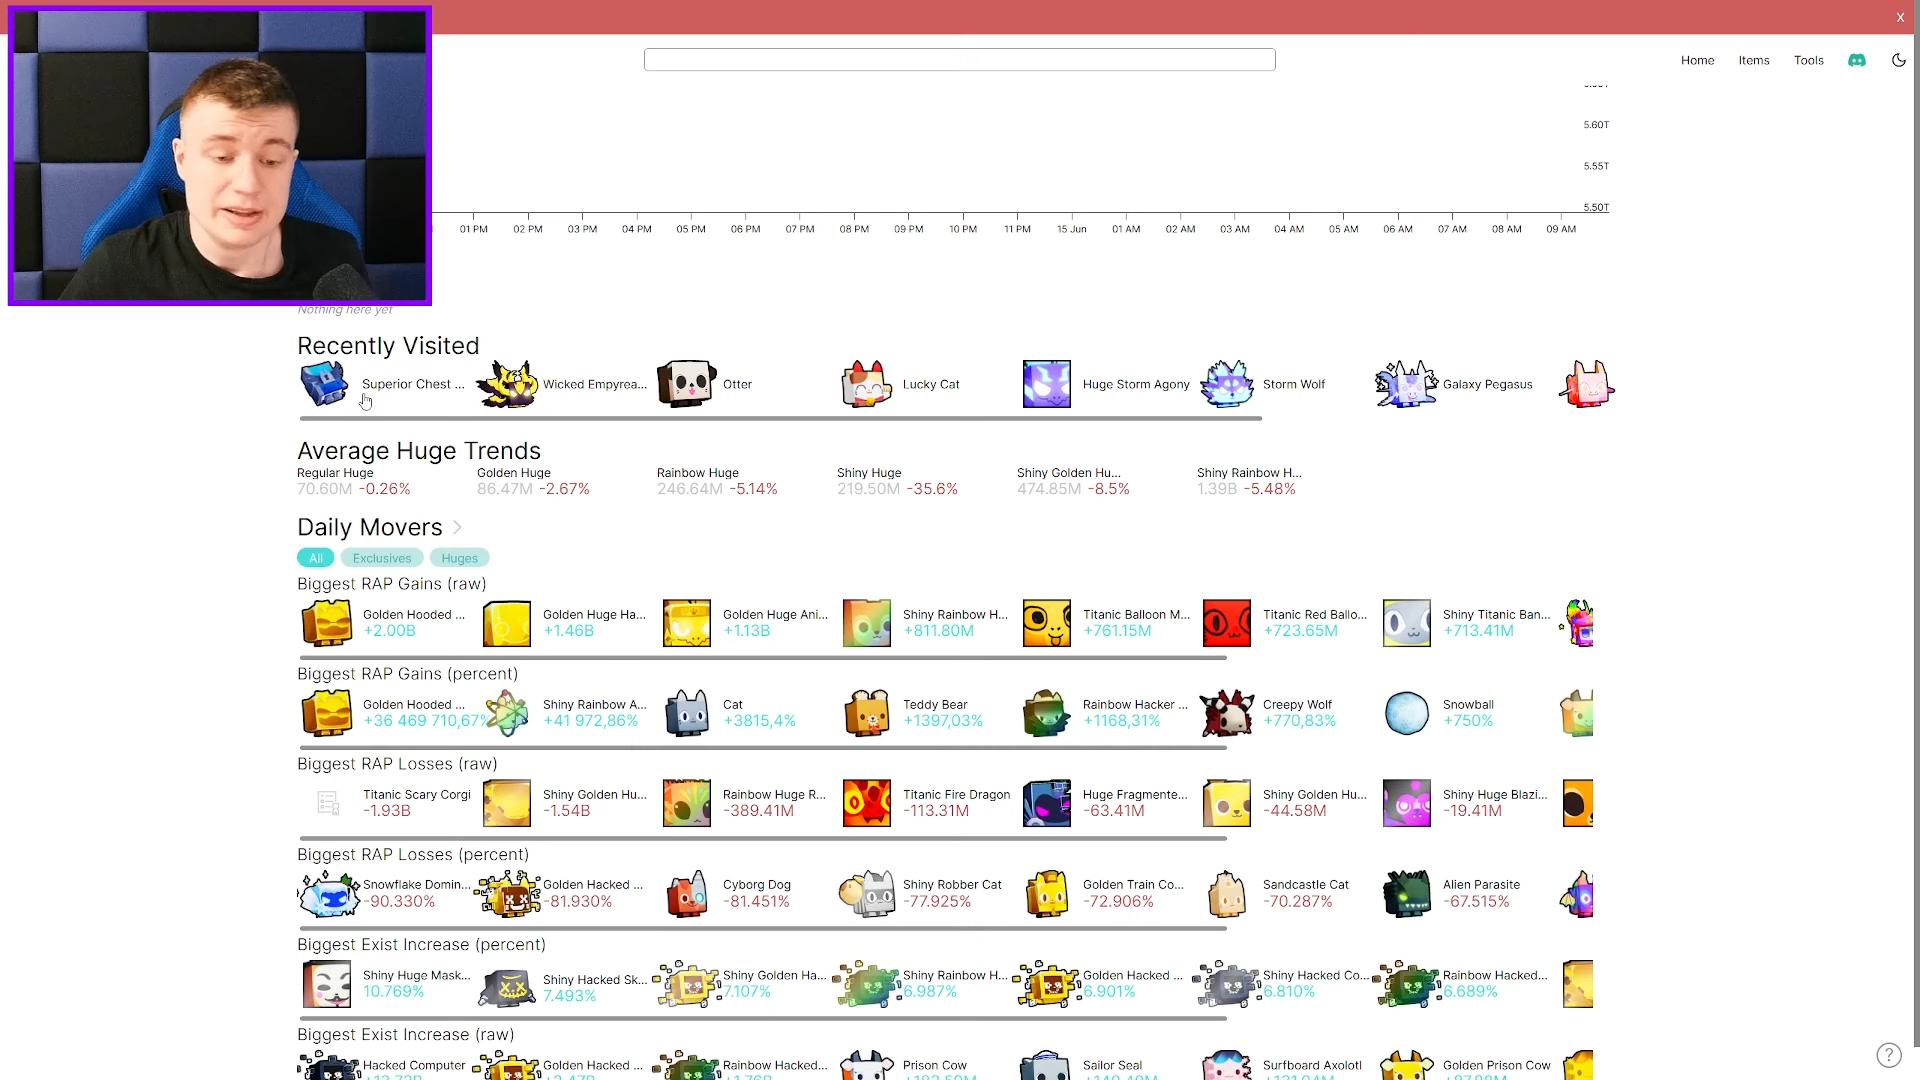 X
Home Items Tools
5.60T
5.55T
5.50T
01 PM 02 PM 03 PM 04 PM 05 PM 06 PM 07 PM 08 PM 09 PM 10 PM 11 PM 15 Jun 01 AM 02 AM 03 AM 04 AM 05 AM 06 AM 07 AM 08 AM 09 AM
Nothing here yet
Recently Visited
Superior Chest ... Wicked Empyrea... Otter Lucky Cat Huge Storm Agony Storm Wolf Galaxy Pegasus
Average Huge Trends
Regular Huge Golden Huge Rainbow Huge Shiny Huge Shiny Golden Hu... Shiny Rainbow H...
70.60M -0.26% 86.47M -2.67% 246.64M -5.14% 219.50M -35.6% 474.85M -8.5% 1.39B -5.48%
Daily Movers
All Exclusives Huges
Biggest RAP Gains (raw)
Golden Hooded ... Golden Huge Ha... Golden Huge Ani... Shiny Rainbow H... Titanic Balloon M... Titanic Red Ballo... Shiny Titanic Ban...
+2.00B +1.46B +1.13B +811.80M +761.15M +723.65M +713.41M
Biggest RAP Gains (percent)
Golden Hooded ... Shiny Rainbow A... Cat Teddy Bear Rainbow Hacker ... Creepy Wolf Snowball
+36 469 710,67% +41 972,86% +3815,4% +1397,03% +1168,31% +770,83% +750%
Biggest RAP Losses (raw)
Titanic Scary Corgi Shiny Golden Hu... Rainbow Huge R... Titanic Fire Dragon Huge Fragmente... Shiny Golden Hu... Shiny Huge Blazi...
-1.93B -1.54B -389.41M -113.31M -63.41M -44.58M -19.41M
Biggest RAP Losses (percent)
Snowflake Domin... Golden Hacked ... Cyborg Dog Shiny Robber Cat Golden Train Co... Sandcastle Cat Alien Parasite
-90.330% -81.930% -81.451% -77.925% -72.906% -70.287% -67.515%
Biggest Exist Increase (percent)
Shiny Huge Mask... Shiny Hacked Sk... Shiny Golden Ha... Shiny Rainbow H... Golden Hacked ... Shiny Hacked Co... Rainbow Hacked...
10.769% 7.493% 7.107% 6.987% 6.901% 6.810% 6.689%
Biggest Exist Increase (raw)
Hacked Computer Golden Hacked ... Rainbow Hacked... Prison Cow Sailor Seal Surfboard Axolotl Golden Prison Cow
?